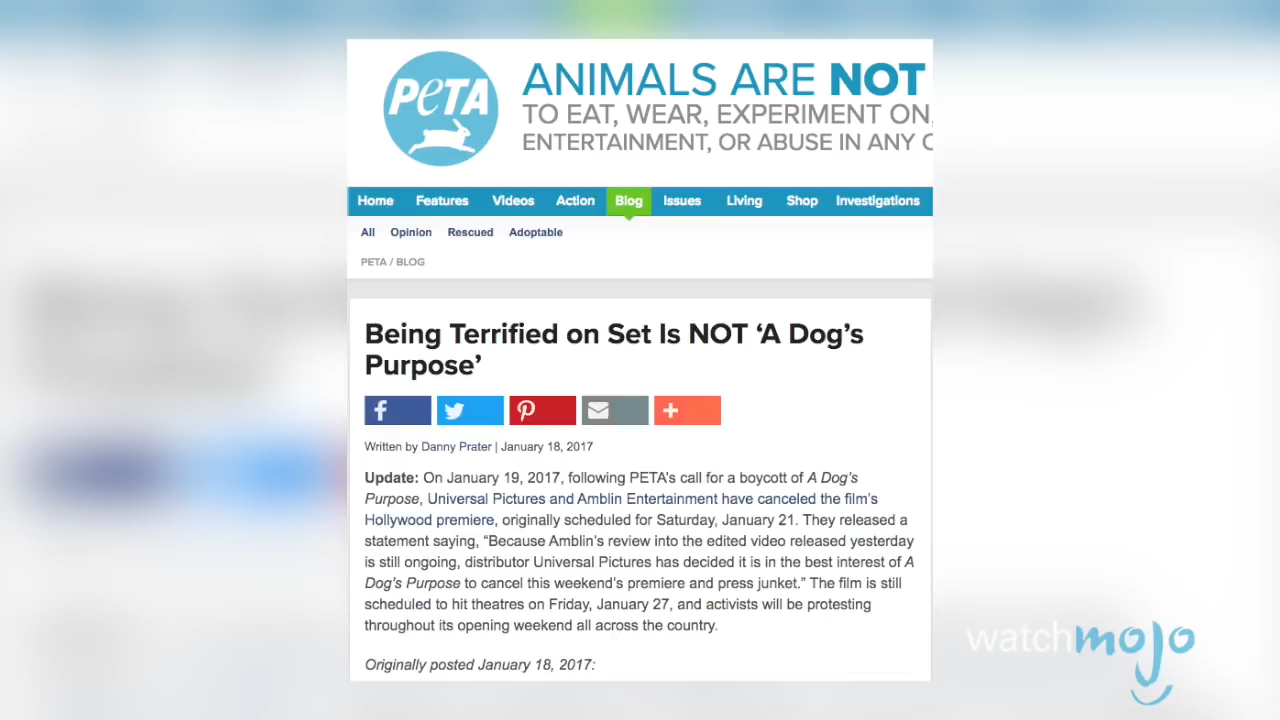 PeTA
ANIMALS ARE NOT
TO EAT, WEAR, EXPERIMENT ON,
ENTERTAINMENT, OR ABUSE IN ANY
Home Features Videos Action Blog Issues Living Shop Investigations
All Opinion Rescued Adoptable
PETA / BLOG
Being Terrified on Set Is NOT ‘A Dog’s
Purpose’
Written by Danny Prater | January 18, 2017
Update: On January 19, 2017, following PETA's call for a boycott of A Dog’s
Purpose, Universal Pictures and Amblin Entertainment have canceled the film’s
Hollywood premiere, originally scheduled for Saturday, January 21. They released a
statement saying, “Because Amblin’s review into the edited video released yesterday
is still ongoing, distributor Universal Pictures has decided it is in the best interest of A
Dog’s Purpose to cancel this weekend’s premiere and press junket.” The film is still
scheduled to hit theatres on Friday, January 27, and activists will be protesting
throughout its opening weekend all across the country.
Originally posted January 18, 2017:
watchmojo